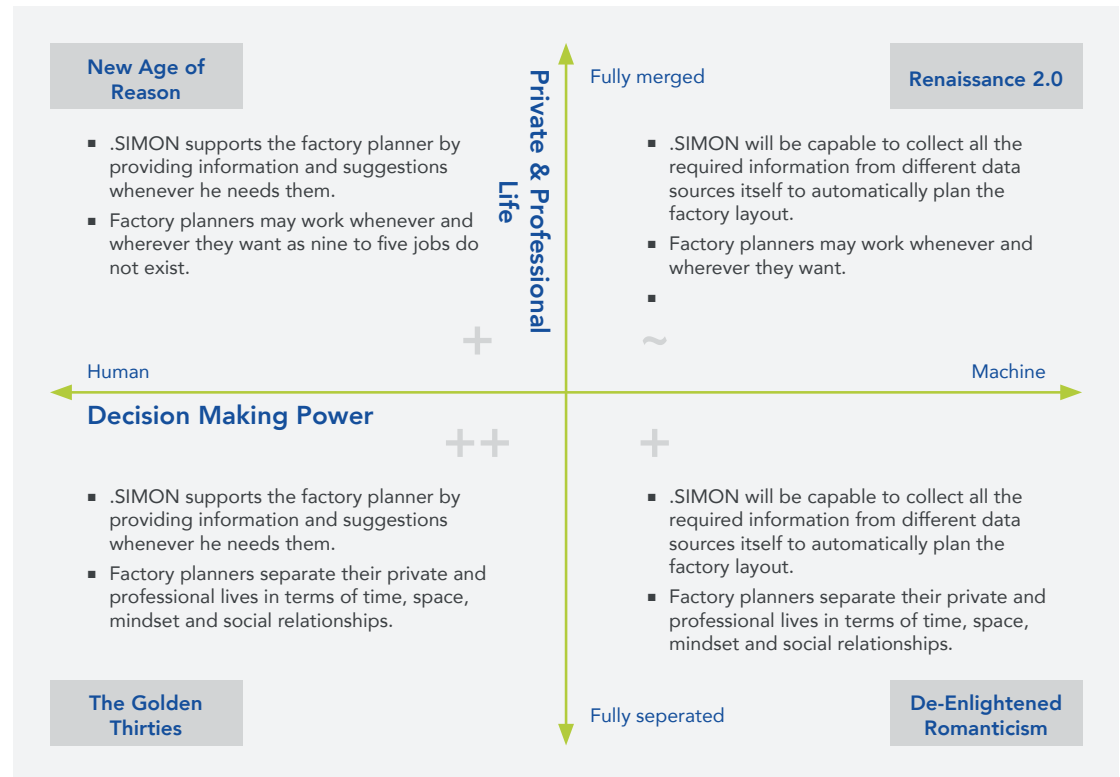 New Age of
Reason
Fully merged
Renaissance 2.0
Private & Professional
Life
▪ .SIMON supports the factory planner by
providing information and suggestions
whenever he needs them.
▪ Factory planners may work whenever and
wherever they want as nine to five jobs do
not exist.
+
▪ .SIMON will be capable to collect all the
required information from different data
sources itself to automatically plan the
factory layout.
▪ Factory planners may work whenever and
wherever they want.
▪
~
Human
Machine
Decision Making Power
++
▪ .SIMON supports the factory planner by
providing information and suggestions
whenever he needs them.
▪ Factory planners separate their private and
professional lives in terms of time, space,
mindset and social relationships.
+
▪ .SIMON will be capable to collect all the
required information from different data
sources itself to automatically plan the
factory layout.
▪ Factory planners separate their private and
professional lives in terms of time, space,
mindset and social relationships.
The Golden
Thirties
Fully seperated
De-Enlightened
Romanticism